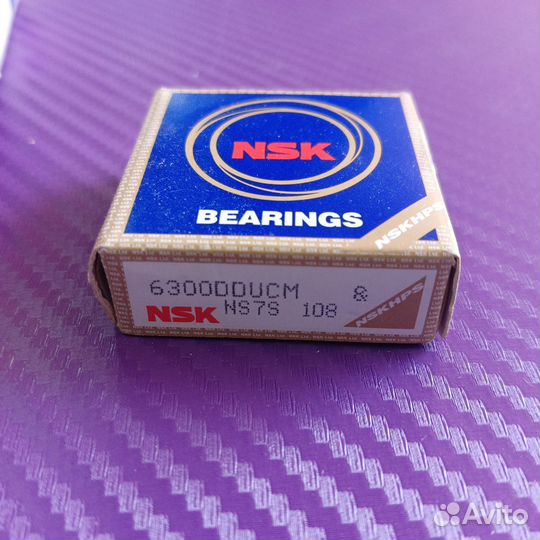 NSK
BEARINGS
NSKHPS
6300DDUCM &
NSK NS7S 108
NSKHPS
Avito